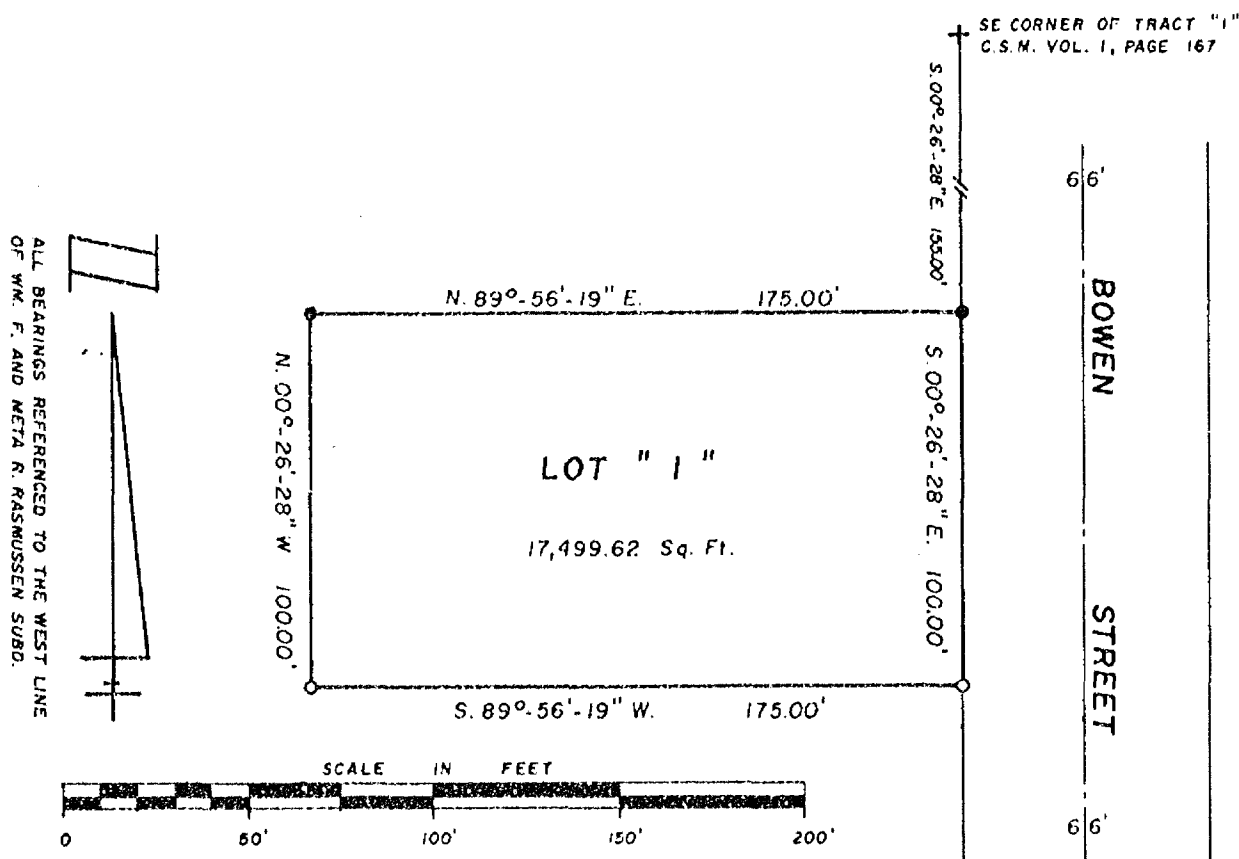 SE CORNER OF TRACT "1"
C.S.M. VOL. 1, PAGE 167
S. 00°-26'-28" E. 155.00'
66'
N. 89°-56'-19" E. 175.00'
BOWEN STREET
N. 00°-26'-28" W 100.00'
S. 00°-26'-28" E. 100.00'
LOT "1"
17,499.62 Sq. Ft.
S. 89°-56'-19" W. 175.00'
ALL BEARINGS REFERENCED TO THE WEST LINE
OF WM. F. AND META R. RASMUSSEN SUBD.
N
SCALE IN FEET
0 50' 100' 150' 200'
66'